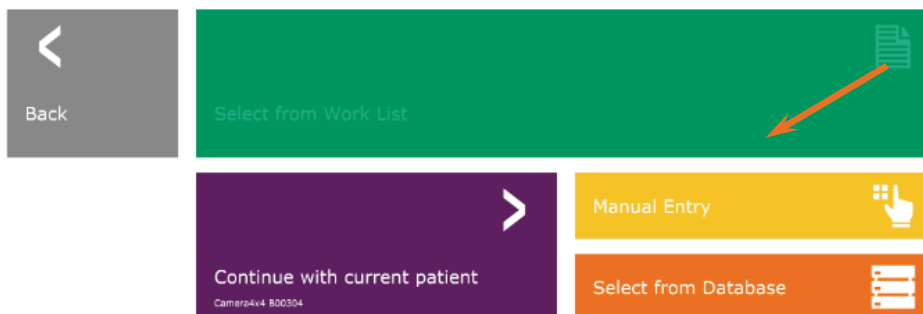 Back
Select from Work List
Manual Entry
Continue with current patient
Camera4x4 B00304
Select from Database